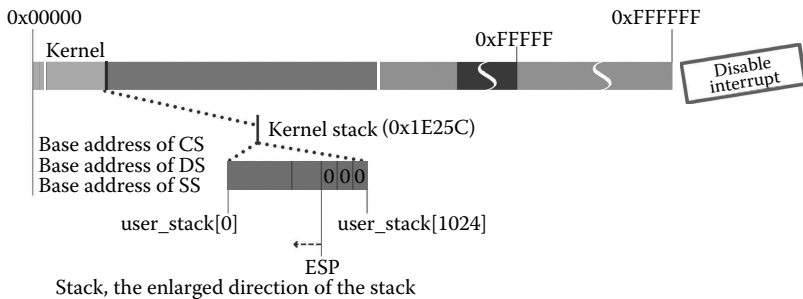 0x00000
0xFFFFFF
0xFFFFF
Kernel
Disable
interrupt
Kernel stack (0x1E25C)
Base address of CS
Base address of DS
Base address of SS
0 0 0
user_stack[0]
user_stack[1024]
ESP
Stack, the enlarged direction of the stack